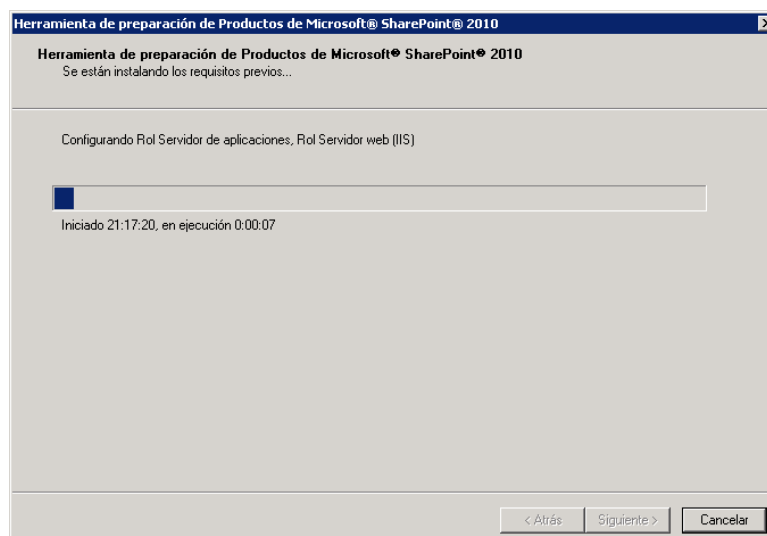 Herramienta de preparación de Productos de Microsoft® SharePoint® 2010
Herramienta de preparación de Productos de Microsoft® SharePoint® 2010
Se están instalando los requisitos previos...
Configurando Rol Servidor de aplicaciones, Rol Servidor web (IIS)
Iniciado 21:17:20, en ejecución 0:00:07
< Atrás
Siguiente >
Cancelar